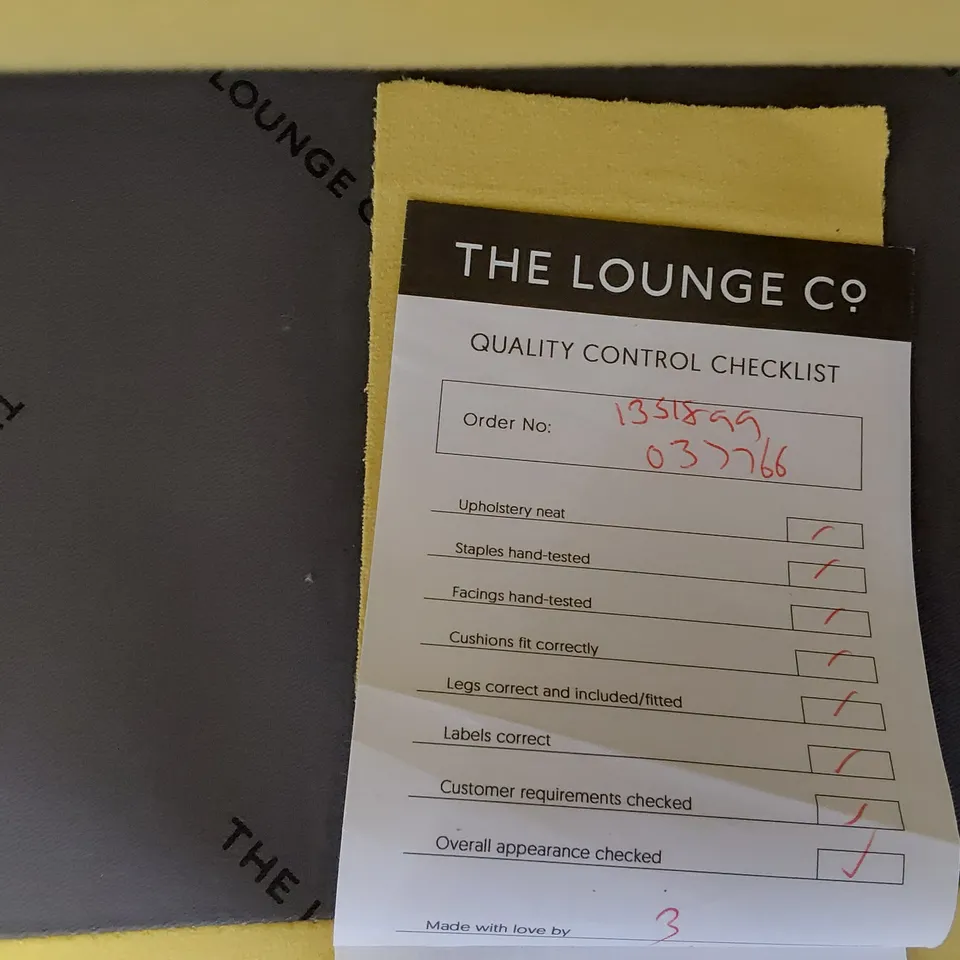 LOUNGE C
THE LOUNGE Cº
QUALITY CONTROL CHECKLIST
Order No: 1351899
037766
Upholstery neat
Staples hand-tested
Facings hand-tested
Cushions fit correctly
Legs correct and included/fitted
Labels correct
Customer requirements checked
Overall appearance checked
Made with love by 3
THE L